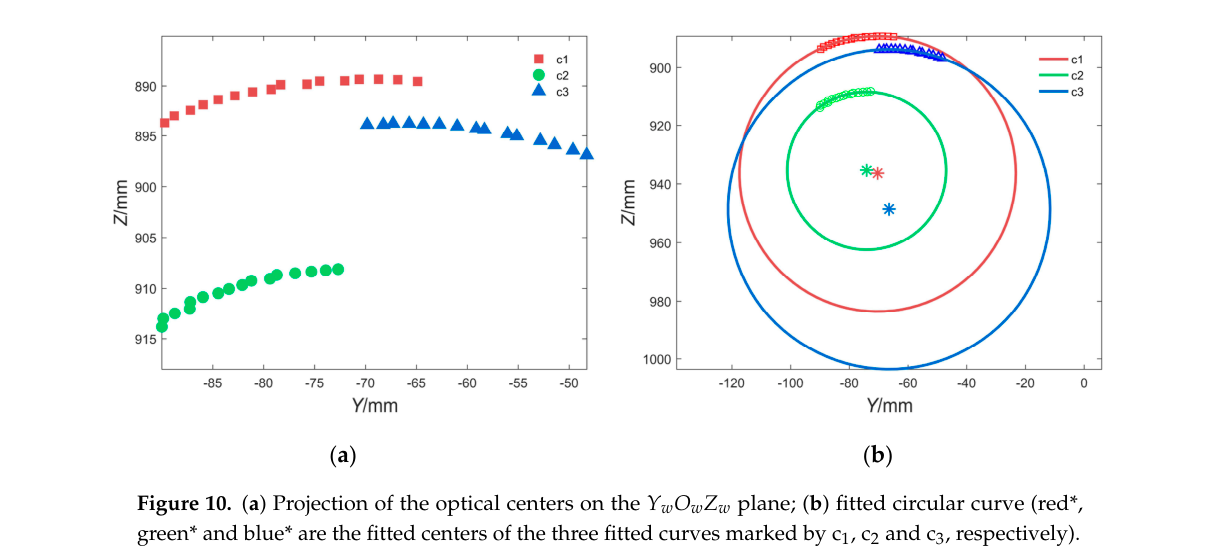 c1
c2
c3
890
895
900
905
910
915
Z/mm
-85 -80 -75 -70 -65 -60 -55 -50
Y/mm
(a)
c1
c2
c3
900
920
940
960
980
1000
Z/mm
-120 -100 -80 -60 -40 -20 0
Y/mm
(b)
Figure 10. (a) Projection of the optical centers on the YwOwZw plane; (b) fitted circular curve (red*,
green* and blue* are the fitted centers of the three fitted curves marked by c1, c2 and c3, respectively).